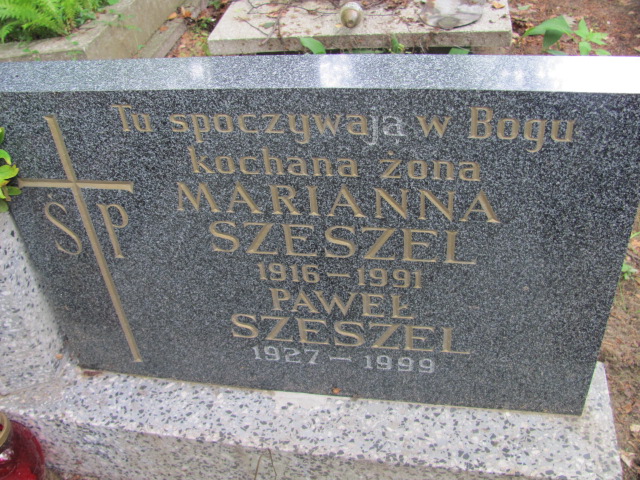 Tu spoczywają w Bogu
kochana żona
Ś P
MARIANNA
SZESZEL
1916-1991
PAWEŁ
SZESZEL
1927-1999